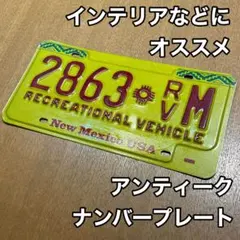 インテリアなどに
オススメ
2863 RV M
RECREATIONAL VEHICLE
New Mexico USA
アンティーク
ナンバープレート